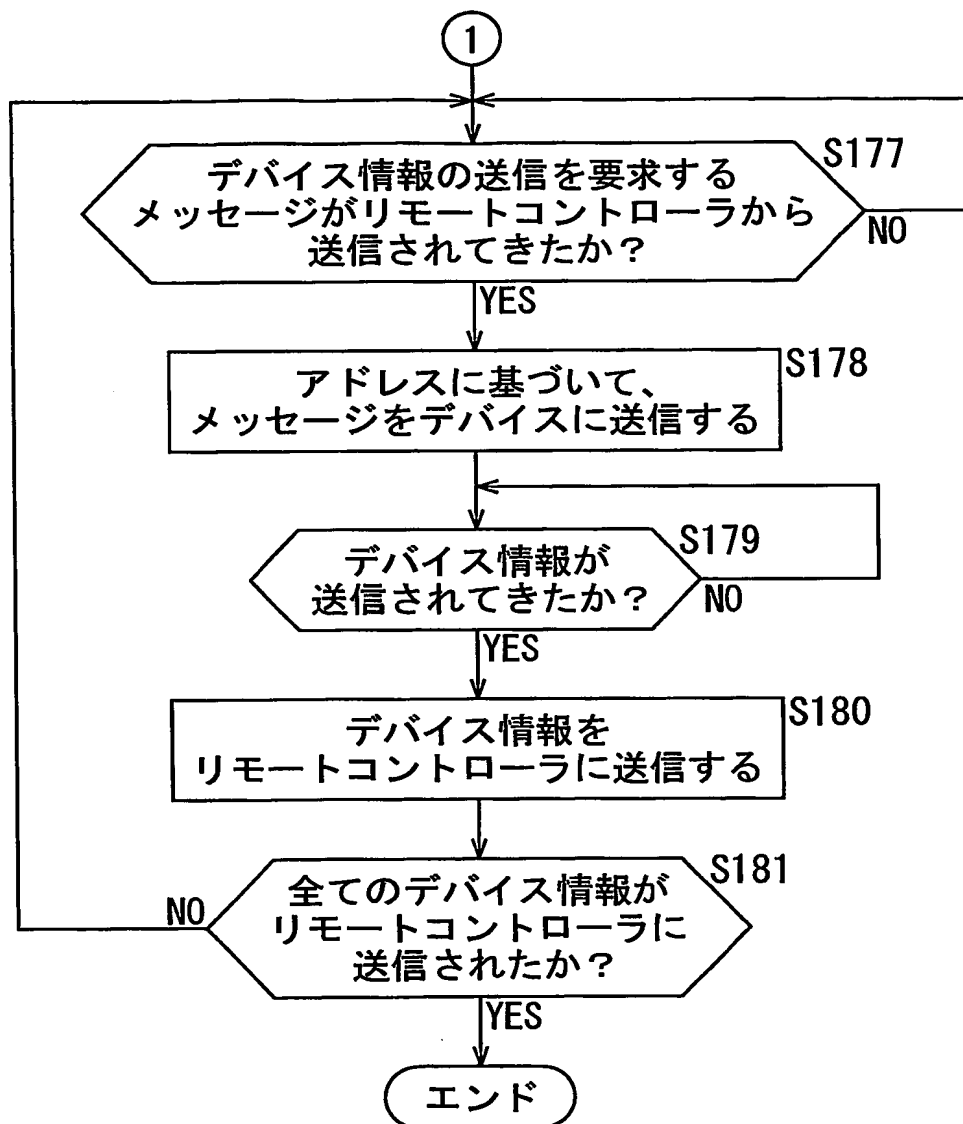 1
デバイス情報の送信を要求する
メッセージがリモートコントローラから
送信されてきたか？
S177
NO
YES
アドレスに基づいて、
メッセージをデバイスに送信する
S178
デバイス情報が
送信されてきたか？
S179
NO
YES
デバイス情報を
リモートコントローラに送信する
S180
全てのデバイス情報が
リモートコントローラに
送信されたか？
S181
NO
YES
エンド